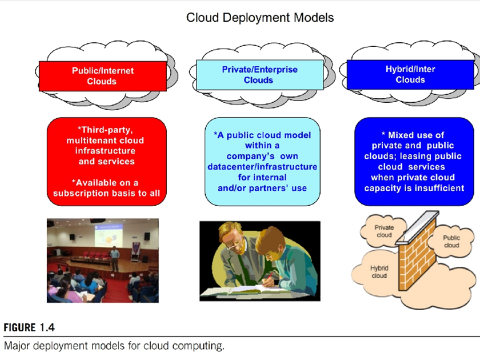 Cloud Deployment Models
Public/Internet
Clouds
Private/Enterprise
Clouds
Hybrid/Inter
Clouds
*Third-party,
multitenant cloud
infrastructure
and services
*Available on a
subscription basis to all
*A public cloud model
within a
company's own
datacenter/infrastructure
for internal
and/or partners' use
* Mixed use of
private and public
clouds; leasing public
cloud services
when private cloud
capacity is insufficient
Private
cloud
Public
cloud
Hybrid
cloud
FIGURE 1.4
Major deployment models for cloud computing.